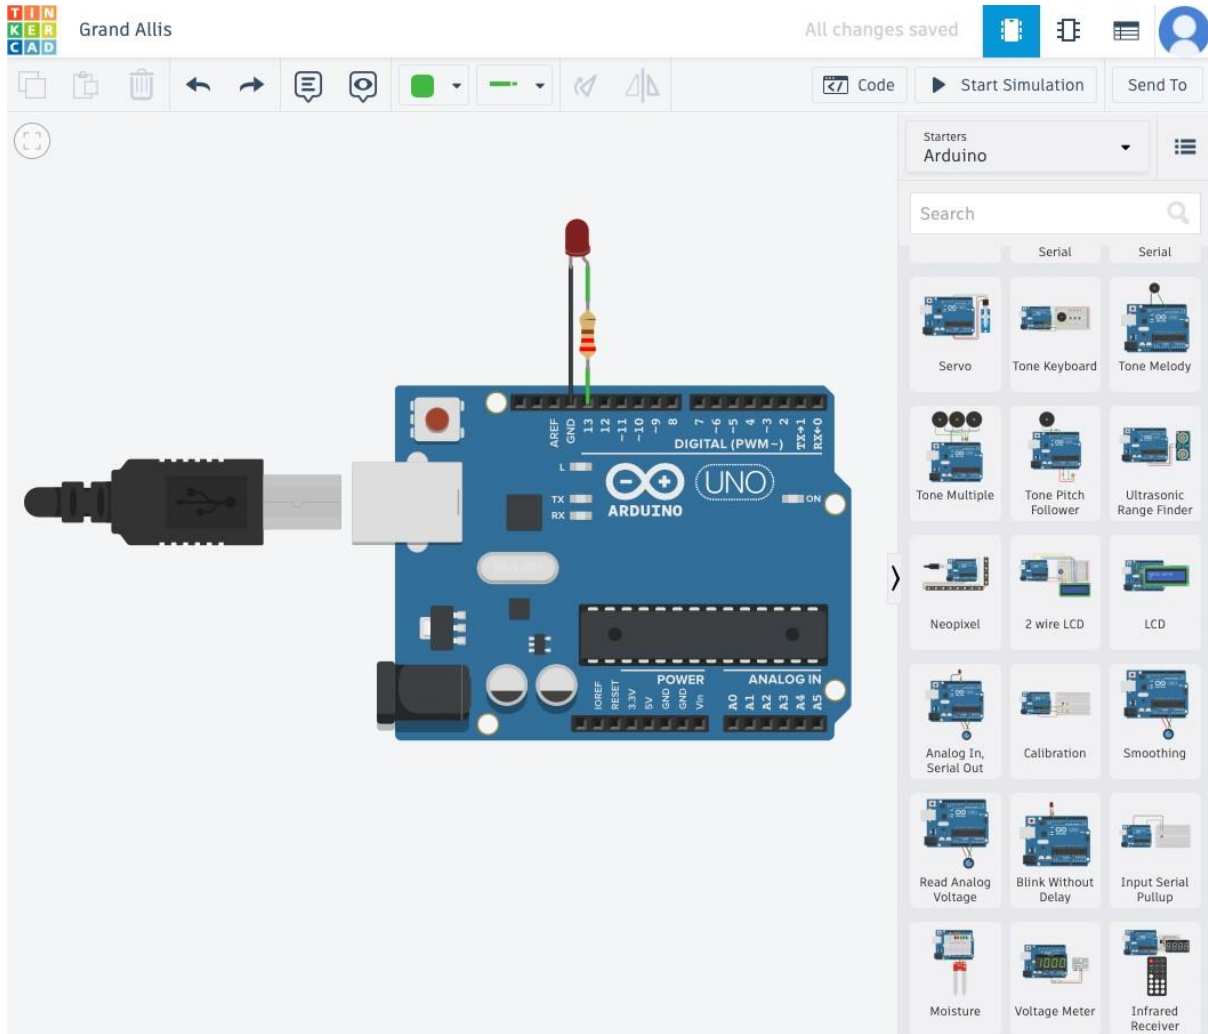 TIN
KER
CAD
Grand Allis
All changes saved
Code
Start Simulation
Send To
Starters
Arduino
Search
Serial
Serial
Servo
Tone Keyboard
Tone Melody
Tone Multiple
Tone Pitch
Follower
Ultrasonic
Range Finder
Neopixel
2 wire LCD
LCD
Analog In,
Serial Out
Calibration
Smoothing
Read Analog
Voltage
Blink Without
Delay
Input Serial
Pullup
Moisture
Voltage Meter
Infrared
Receiver
AREF
GND
13
12
~11
~10
~9
8
7
~6
~5
4
~3
2
TX→1
RX←0
DIGITAL (PWM~)
L
TX
RX
ARDUINO
UNO
ON
POWER
ANALOG IN
IOREF
RESET
3.3V
5V
GND
GND
Vin
A0
A1
A2
A3
A4
A5